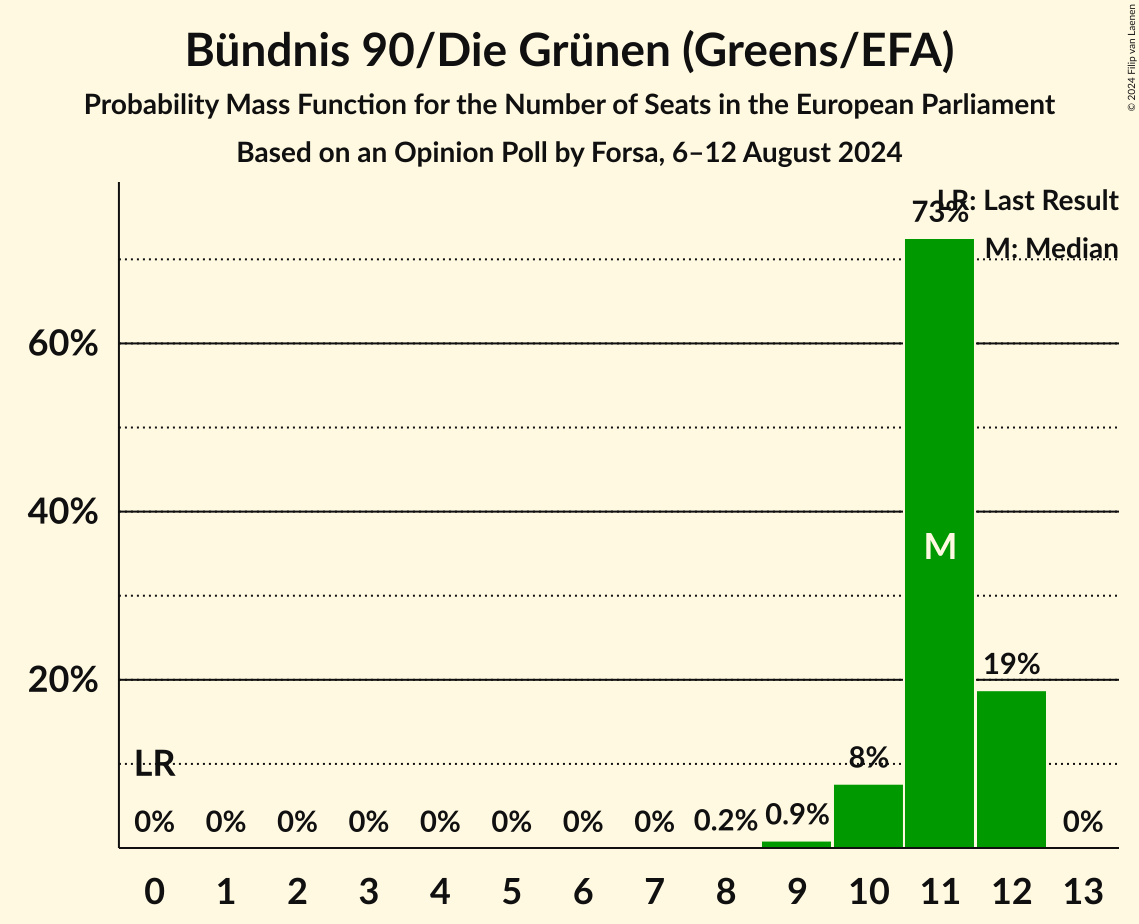 Bündnis 90/Die Grünen (Greens/EFA)
Probability Mass Function for the Number of Seats in the European Parliament
Based on an Opinion Poll by Forsa, 6–12 August 2024
© 2024 Filip van Laenen
LR: Last Result
M: Median
73%
60%
40%
M
20%
19%
LR
8%
0% 0% 0% 0% 0% 0% 0% 0% 0.2% 0.9% 0%
0 1 2 3 4 5 6 7 8 9 10 11 12 13